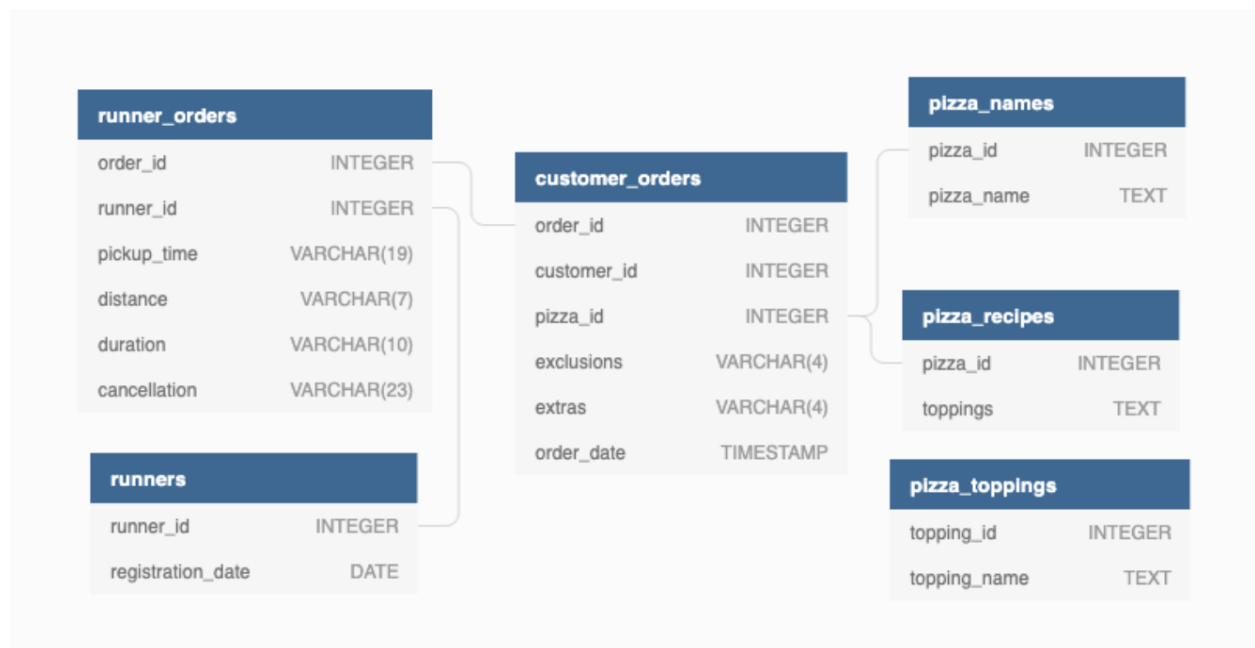 runner_orders
order_id INTEGER
runner_id INTEGER
pickup_time VARCHAR(19)
distance VARCHAR(7)
duration VARCHAR(10)
cancellation VARCHAR(23)
runners
runner_id INTEGER
registration_date DATE
customer_orders
order_id INTEGER
customer_id INTEGER
pizza_id INTEGER
exclusions VARCHAR(4)
extras VARCHAR(4)
order_date TIMESTAMP
pizza_names
pizza_id INTEGER
pizza_name TEXT
pizza_recipes
pizza_id INTEGER
toppings TEXT
pizza_toppings
topping_id INTEGER
topping_name TEXT